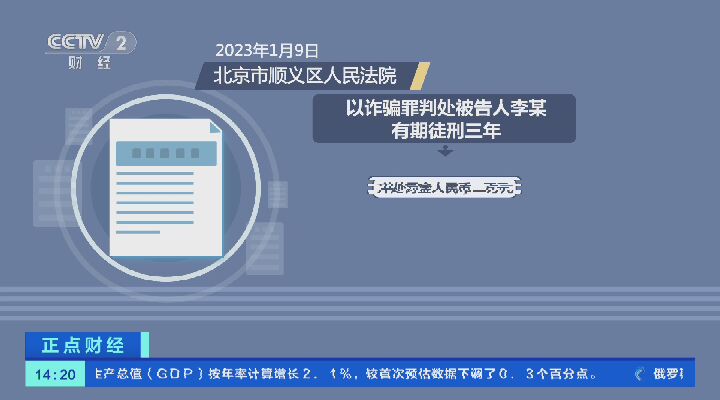 CCTV 2
财经
2023年1月9日
北京市顺义区人民法院
以诈骗罪判处被告人李某
有期徒刑三年
并处罚金人民币二万元
正点财经
14:20
生产总值（GDP）按年率计算增长2.1%，较首次预估数据下调了0.3个百分点。
俄罗